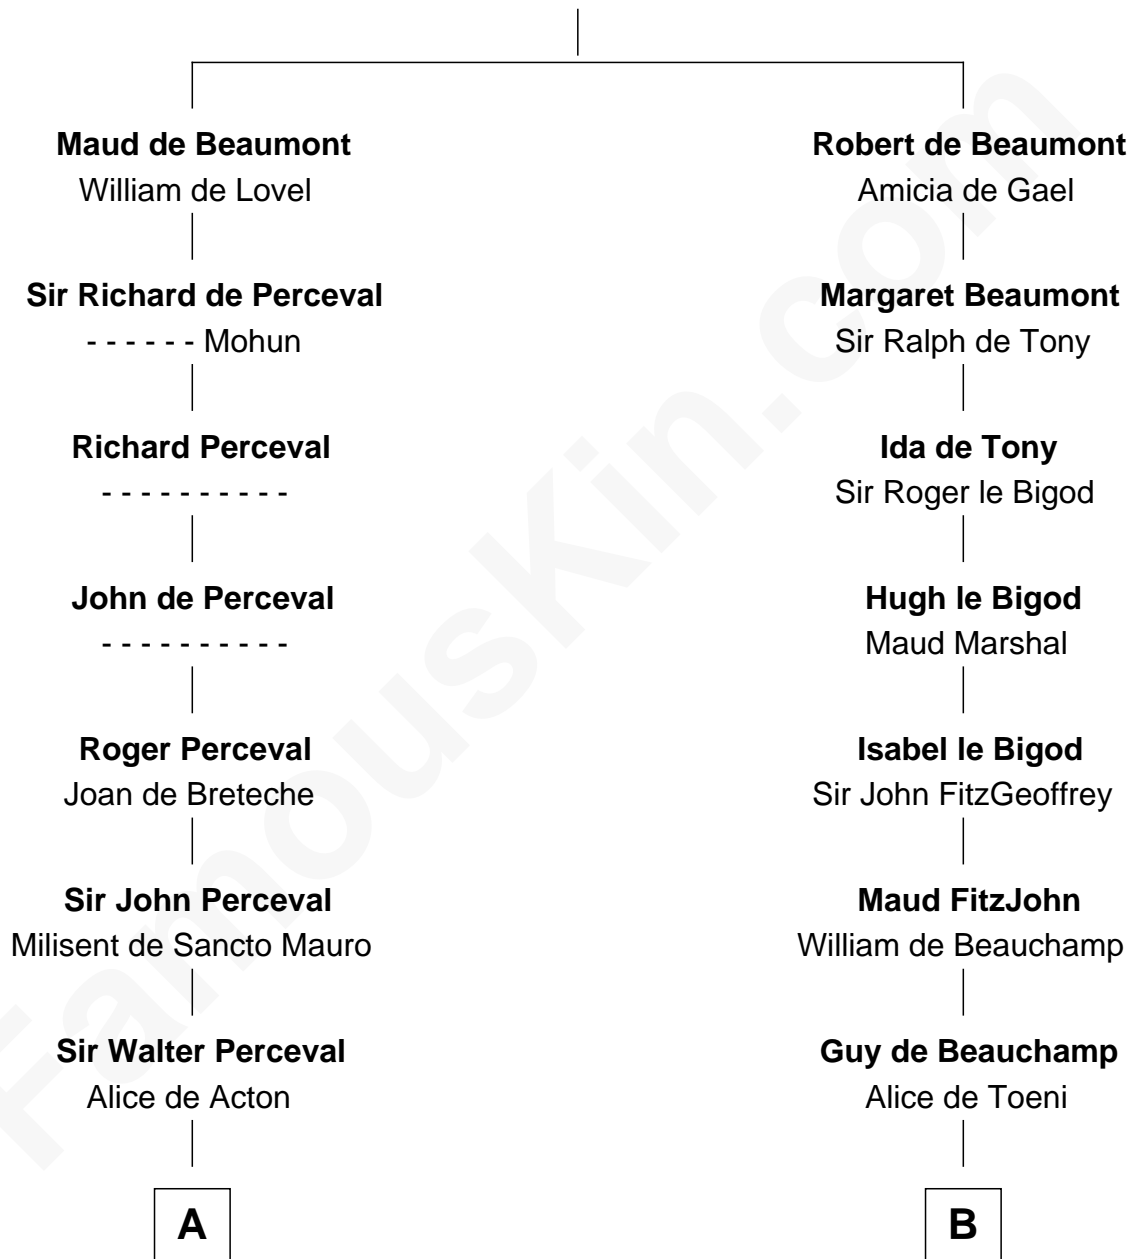 Maud de Beaumont
William de Lovel
Sir Richard de Perceval
- - - - - - Mohun
Richard Perceval
- - - - - - - - - -
John de Perceval
- - - - - - - - - -
Roger Perceval
Joan de Breteche
Sir John Perceval
Milisent de Sancto Mauro
Sir Walter Perceval
Alice de Acton
A
Robert de Beaumont
Amicia de Gael
Margaret Beaumont
Sir Ralph de Tony
Ida de Tony
Sir Roger le Bigod
Hugh le Bigod
Maud Marshal
Isabel le Bigod
Sir John FitzGeoffrey
Maud FitzJohn
William de Beauchamp
Guy de Beauchamp
Alice de Toeni
B
FamousKin.com